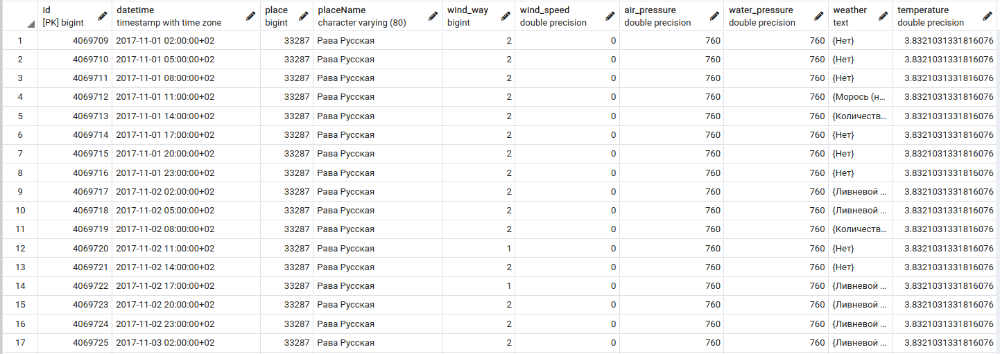 id datetime place placeName wind_way wind_speed air_pressure water_pressure weather temperature
[PK] bigint timestamp with time zone bigint character varying (80) bigint double precision double precision double precision text double precision
1 4069709 2017-11-01 02:00:00+02 33287 Рава Русская 2 0 760 760 {Нет} 3.8321031331816076
2 4069710 2017-11-01 05:00:00+02 33287 Рава Русская 2 0 760 760 {Нет} 3.8321031331816076
3 4069711 2017-11-01 08:00:00+02 33287 Рава Русская 2 0 760 760 {Нет} 3.8321031331816076
4 4069712 2017-11-01 11:00:00+02 33287 Рава Русская 2 0 760 760 {Морось (н… 3.8321031331816076
5 4069713 2017-11-01 14:00:00+02 33287 Рава Русская 2 0 760 760 {Количеств… 3.8321031331816076
6 4069714 2017-11-01 17:00:00+02 33287 Рава Русская 2 0 760 760 {Нет} 3.8321031331816076
7 4069715 2017-11-01 20:00:00+02 33287 Рава Русская 2 0 760 760 {Нет} 3.8321031331816076
8 4069716 2017-11-01 23:00:00+02 33287 Рава Русская 2 0 760 760 {Нет} 3.8321031331816076
9 4069717 2017-11-02 02:00:00+02 33287 Рава Русская 2 0 760 760 {Ливневой … 3.8321031331816076
10 4069718 2017-11-02 05:00:00+02 33287 Рава Русская 2 0 760 760 {Ливневой … 3.8321031331816076
11 4069719 2017-11-02 08:00:00+02 33287 Рава Русская 2 0 760 760 {Количеств… 3.8321031331816076
12 4069720 2017-11-02 11:00:00+02 33287 Рава Русская 1 0 760 760 {Нет} 3.8321031331816076
13 4069721 2017-11-02 14:00:00+02 33287 Рава Русская 2 0 760 760 {Нет} 3.8321031331816076
14 4069722 2017-11-02 17:00:00+02 33287 Рава Русская 1 0 760 760 {Ливневой … 3.8321031331816076
15 4069723 2017-11-02 20:00:00+02 33287 Рава Русская 2 0 760 760 {Ливневой … 3.8321031331816076
16 4069724 2017-11-02 23:00:00+02 33287 Рава Русская 2 0 760 760 {Ливневой … 3.8321031331816076
17 4069725 2017-11-03 02:00:00+02 33287 Рава Русская 2 0 760 760 {Ливневой … 3.8321031331816076